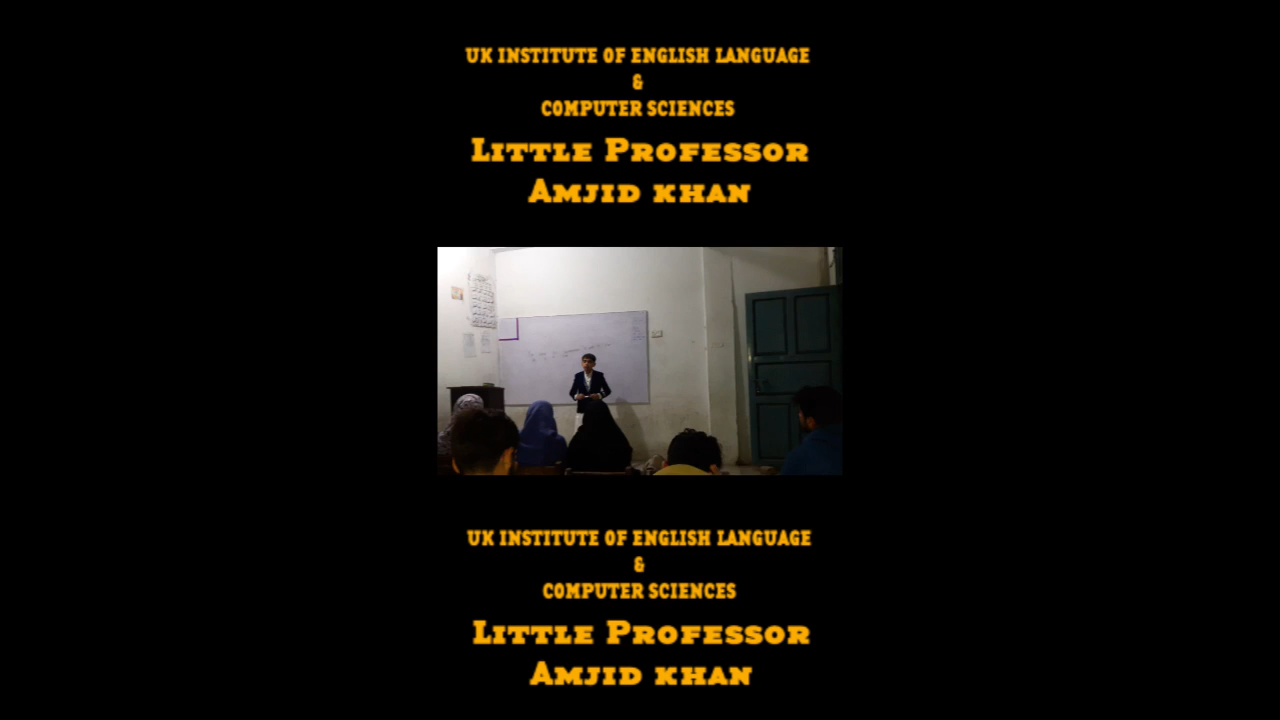 UK INSTITUTE OF ENGLISH LANGUAGE
&
COMPUTER SCIENCES
LITTLE PROFESSOR
AMJID KHAN
UK INSTITUTE OF ENGLISH LANGUAGE
&
COMPUTER SCIENCES
LITTLE PROFESSOR
AMJID KHAN